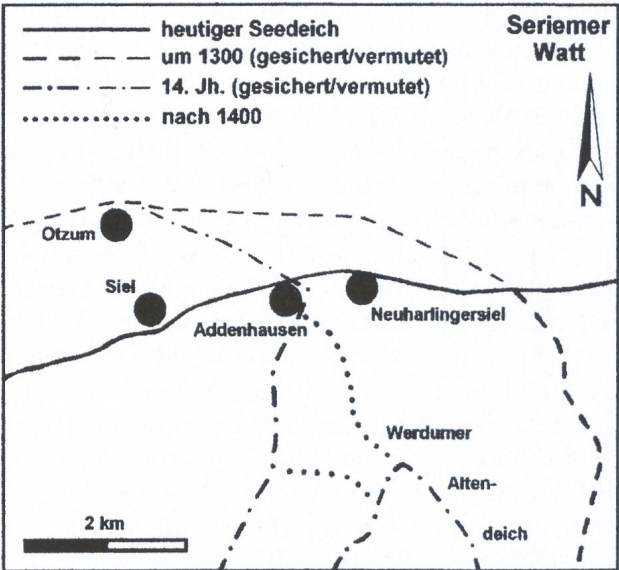 heutiger Seedeich
um 1300 (gesichert/vermutet)
14. Jh. (gesichert/vermutet)
nach 1400
Seriemer
Watt
N
Otzum
Siel
Addenhausen
Neuharlingersiel
Werdumer
Alten-
deich
2 km